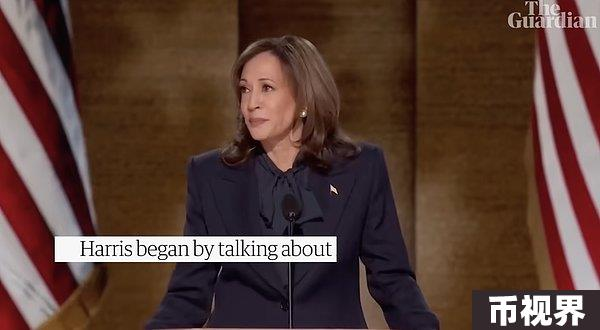 The
Guardian
Harris began by talking about
币视界